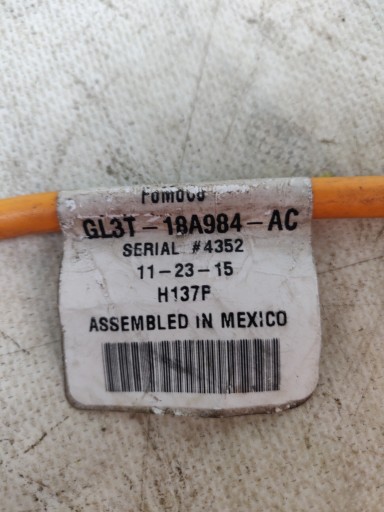 FoMoCo
GL3T-18A984-AC
SERIAL #4352
11-23-15
H137P
ASSEMBLED IN MEXICO